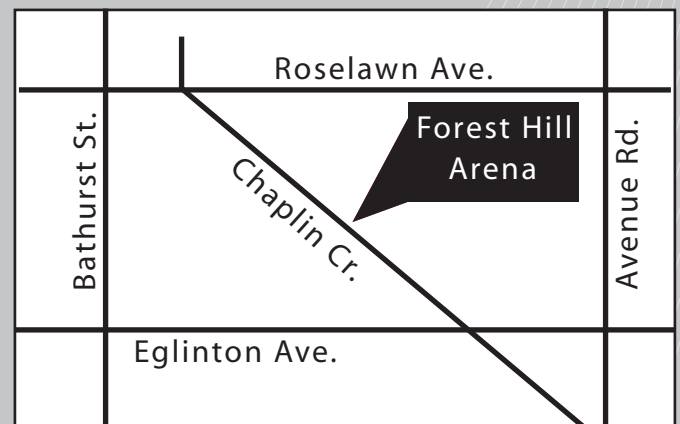 Roselawn Ave.
Forest Hill
Arena
Bathurst St.
Chaplin Cr.
Avenue Rd.
Eglinton Ave.